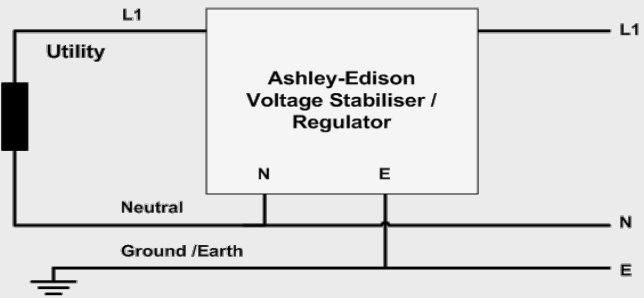 L1
L1
Utility
Ashley-Edison
Voltage Stabiliser /
Regulator
N
E
Neutral
N
Ground /Earth
E